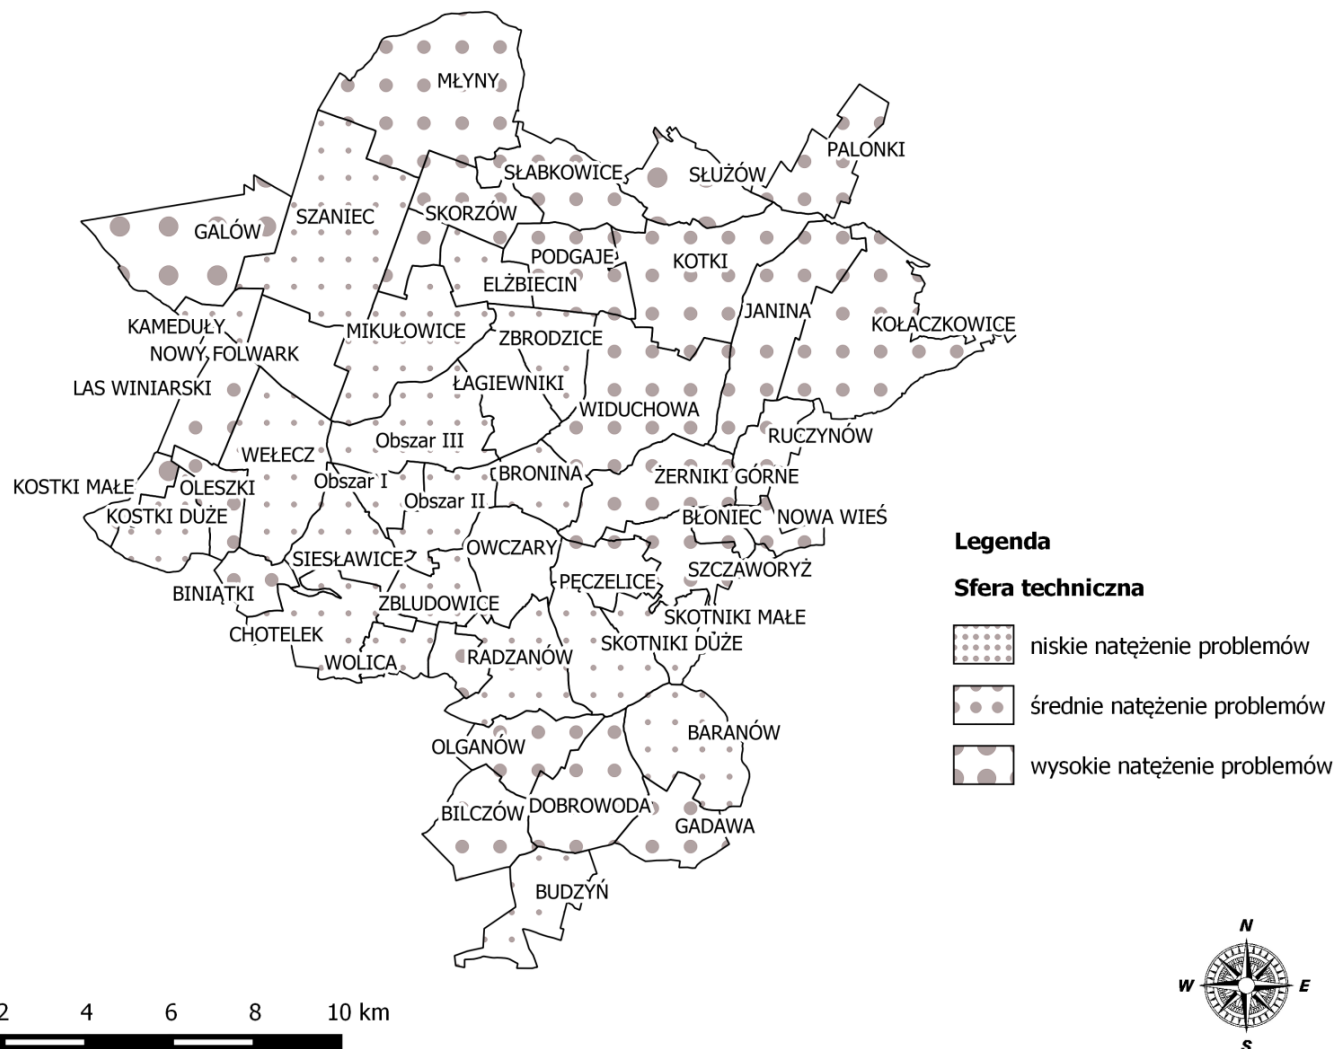 MŁYNY
PALONKI
SŁABKOWICE
SŁUŻÓW
SZANIEC
SKORZÓW
GALÓW
PODGAJE
KOTKI
ELŻBIECIN
JANINA
KOŁACZKOWICE
KAMEDUŁY
MIKUŁOWICE
ZBRODZICE
NOWY FOLWARK
LAS WINIARSKI
ŁAGIEWNIKI
WIDUCHOWA
RUCZYNÓW
Obszar III
WEŁECZ
BRONINA
ŻERNIKI GÓRNE
KOSTKI MAŁE
OLESZKI
Obszar I
Obszar II
KOSTKI DUŻE
BŁONIEC
NOWA WIEŚ
OWCZARY
SIESŁAWICE
PĘCZELICE
SZCZAWORYŻ
BINIĄTKI
ZBLUDOWICE
SKOTNIKI MAŁE
CHOTELEK
SKOTNIKI DUŻE
WOLICA
RADZANÓW
BARANÓW
OLGANÓW
BILCZÓW
DOBROWODA
GADAWA
BUDZYŃ
Legenda
Sfera techniczna
niskie natężenie problemów
średnie natężenie problemów
wysokie natężenie problemów
N
W
E
S
2 4 6 8 10 km